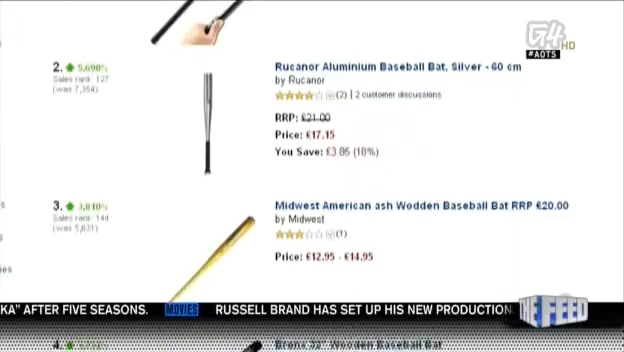 G4 HD
#AOTS
2. 5,690%
Sales rank: 127
(was 7,354)
Rucanor Aluminium Baseball Bat, Silver - 60 cm
by Rucanor
(2) | 2 customer discussions
RRP: £21.00
Price: £17.15
You Save: £3.85 (18%)
3. 3,810%
Sales rank: 144
(was 5,631)
Midwest American ash Wodden Baseball Bat RRP £20.00
by Midwest
(1)
Price: £12.95 - £14.95
KA" AFTER FIVE SEASONS. MOVIES RUSSELL BRAND HAS SET UP HIS NEW PRODUCTION
THE FEED
4.
Bronx 32" Wooden Baseball Bat